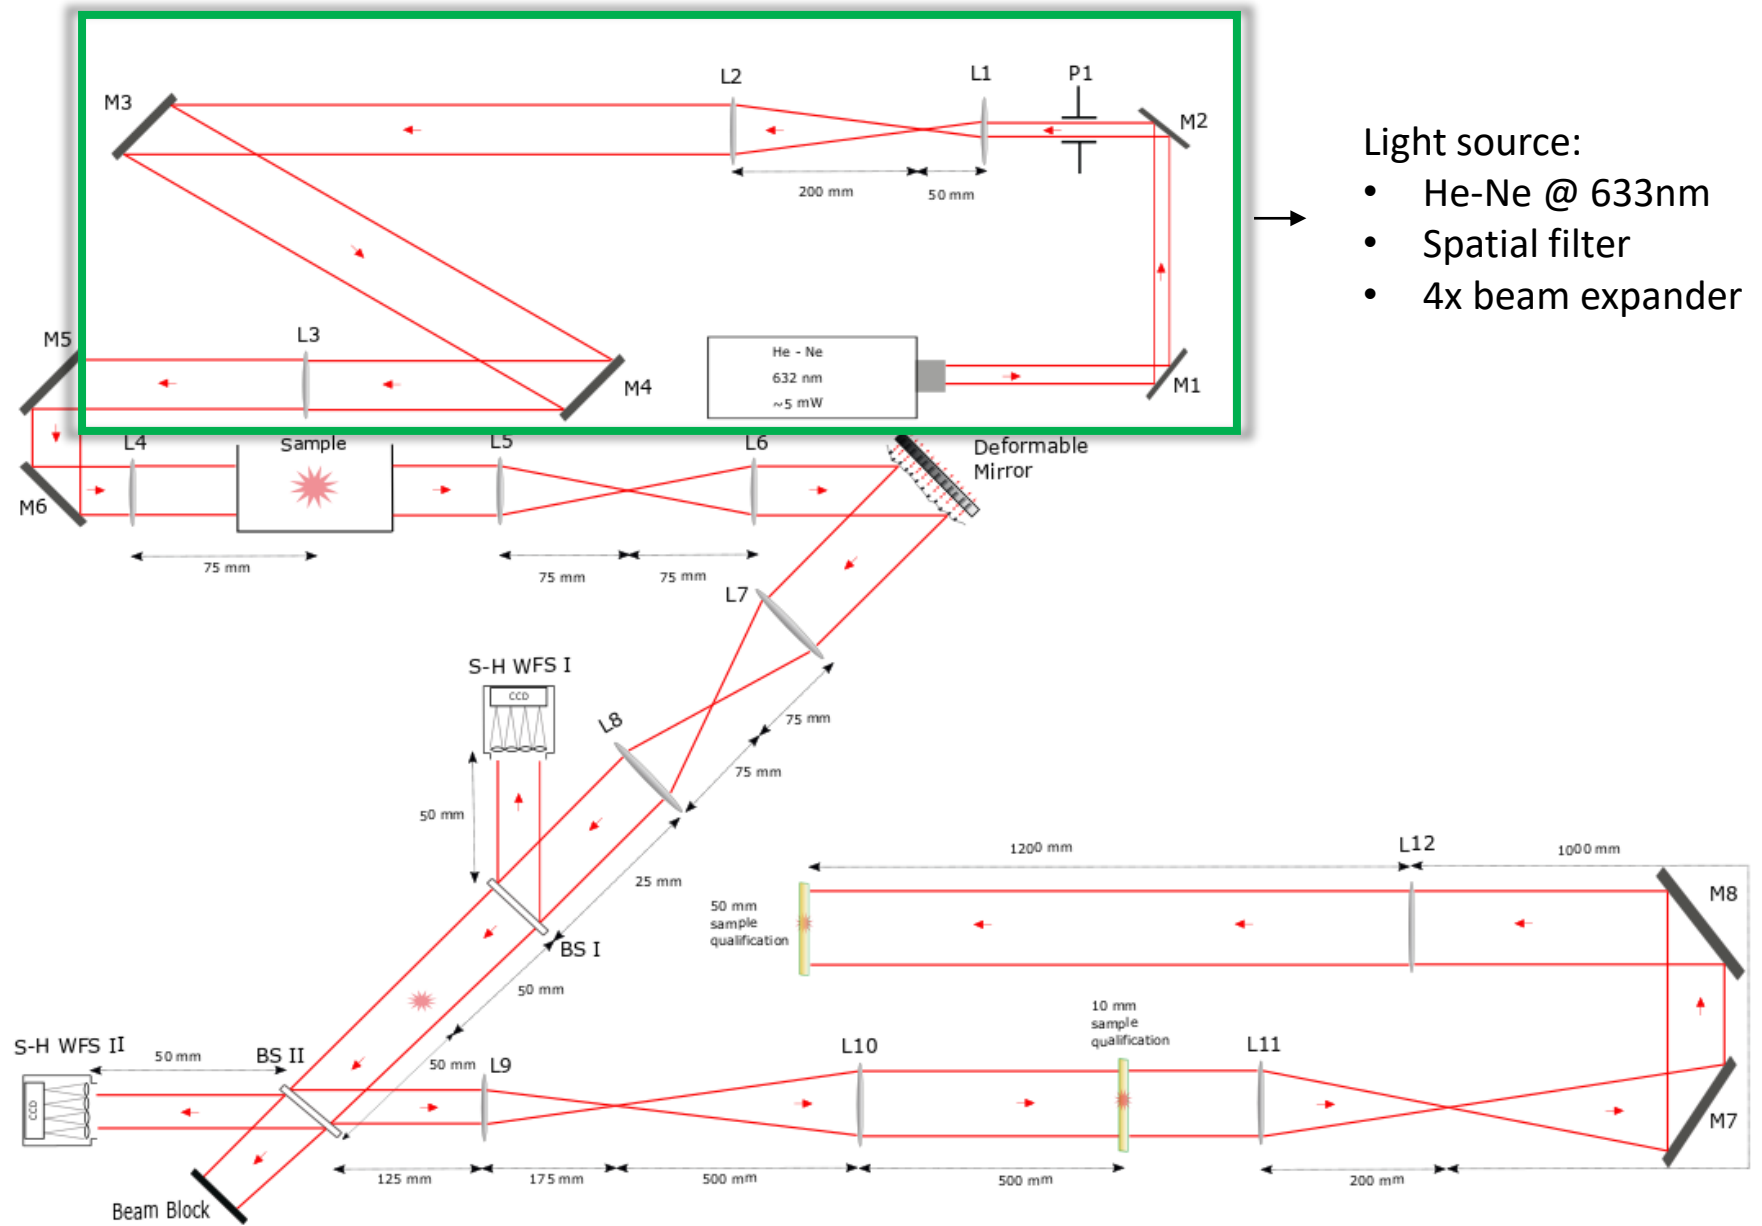 L2
L1
P1
M3
M2
200 mm
50 mm
Light source:
• He-Ne @ 633nm
• Spatial filter
• 4x beam expander
M5
L3
He - Ne
632 nm
~5 mW
M4
M1
L4
Sample
L5
L6
Deformable
Mirror
M6
75 mm
75 mm
75 mm
L7
S-H WFS I
CCD
L8
75 mm
75 mm
50 mm
25 mm
BS I
50 mm
50 mm
L12
1200 mm
1000 mm
M8
50 mm
sample
qualification
10 mm
sample
qualification
S-H WFS II
50 mm
BS II
CCD
L9
L10
L11
M7
125 mm
175 mm
500 mm
500 mm
200 mm
Beam Block